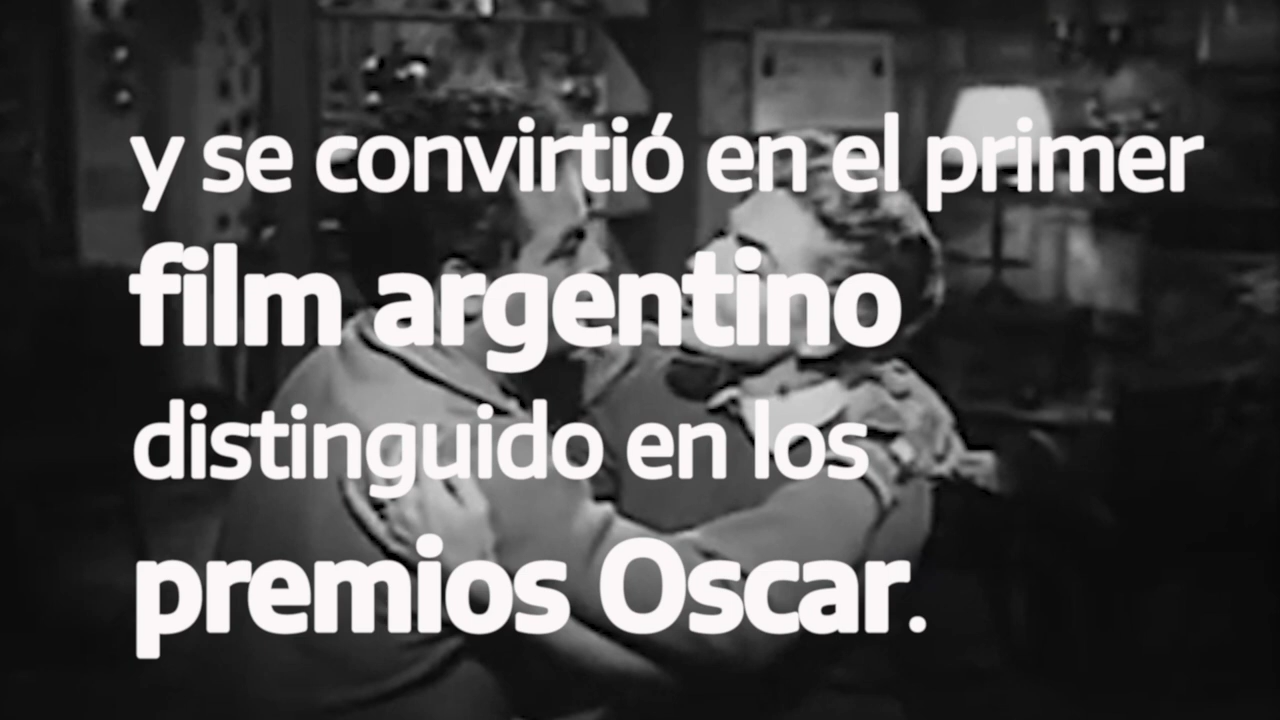 y se convirtió en el primer
film argentino
distinguido en los
premios Oscar.